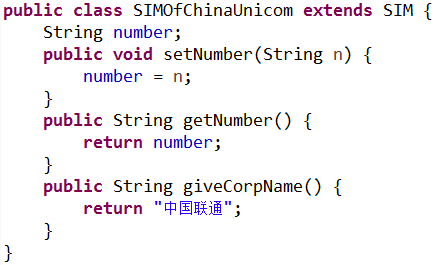 public class SIMOfChinaUnicom extends SIM {
    String number;
    public void setNumber(String n) {
        number = n;
    }
    public String getNumber() {
        return number;
    }
    public String giveCorpName() {
        return "中国联通";
    }
}